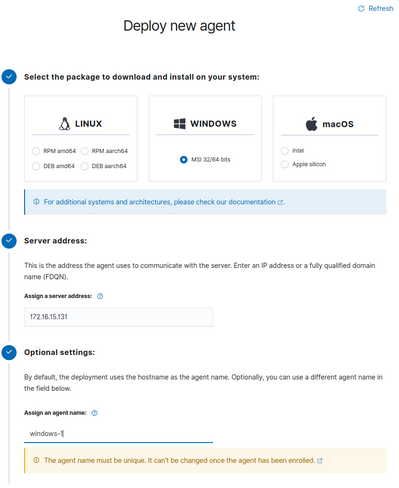 Refresh
Deploy new agent
Select the package to download and install on your system:
LINUX
RPM amd64 RPM aarch64
DEB amd64 DEB aarch64
WINDOWS
MSI 32/64 bits
macOS
Intel
Apple silicon
For additional systems and architectures, please check our documentation.
Server address:
This is the address the agent uses to communicate with the server. Enter an IP address or a fully qualified domain
name (FDQN).
Assign a server address:
172.16.15.131
Optional settings:
By default, the deployment uses the hostname as the agent name. Optionally, you can use a different agent name in
the field below.
Assign an agent name:
windows-1
The agent name must be unique. It can't be changed once the agent has been enrolled.